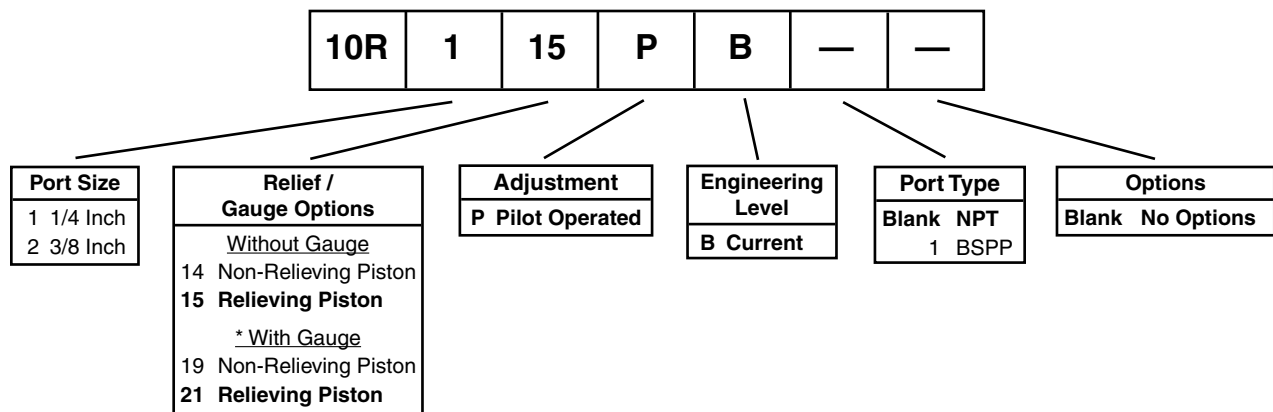 10R 1 15 P B — —
Port Size
1 1/4 Inch
2 3/8 Inch
Relief /
Gauge Options
Without Gauge
14 Non-Relieving Piston
15 Relieving Piston
* With Gauge
19 Non-Relieving Piston
21 Relieving Piston
Adjustment
P Pilot Operated
Engineering
Level
B Current
Port Type
Blank NPT
1 BSPP
Options
Blank No Options